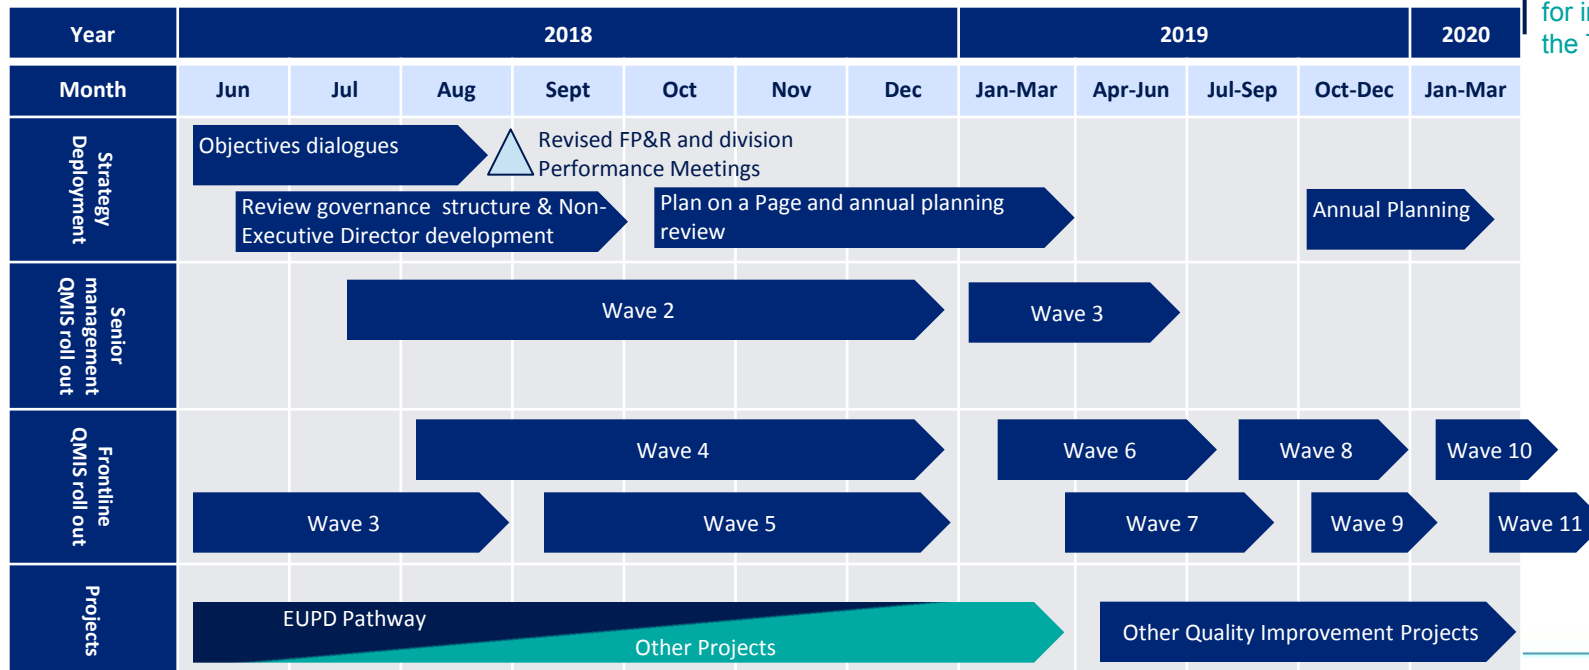 for i
the
Year
2018
2019
2020
Month
Jun
Jul
Aug
Sept
Oct
Nov
Dec
Jan-Mar
Apr-Jun
Jul-Sep
Oct-Dec
Jan-Mar
Strategy
Deployment
Objectives dialogues
Revised FP&R and division
Performance Meetings
Review governance structure & Non-
Executive Director development
Plan on a Page and annual planning
review
Annual Planning
Senior
management
QMIS roll out
Wave 2
Wave 3
Frontline
QMIS roll out
Wave 4
Wave 6
Wave 8
Wave 10
Wave 3
Wave 5
Wave 7
Wave 9
Wave 11
Projects
EUPD Pathway
Other Projects
Other Quality Improvement Projects